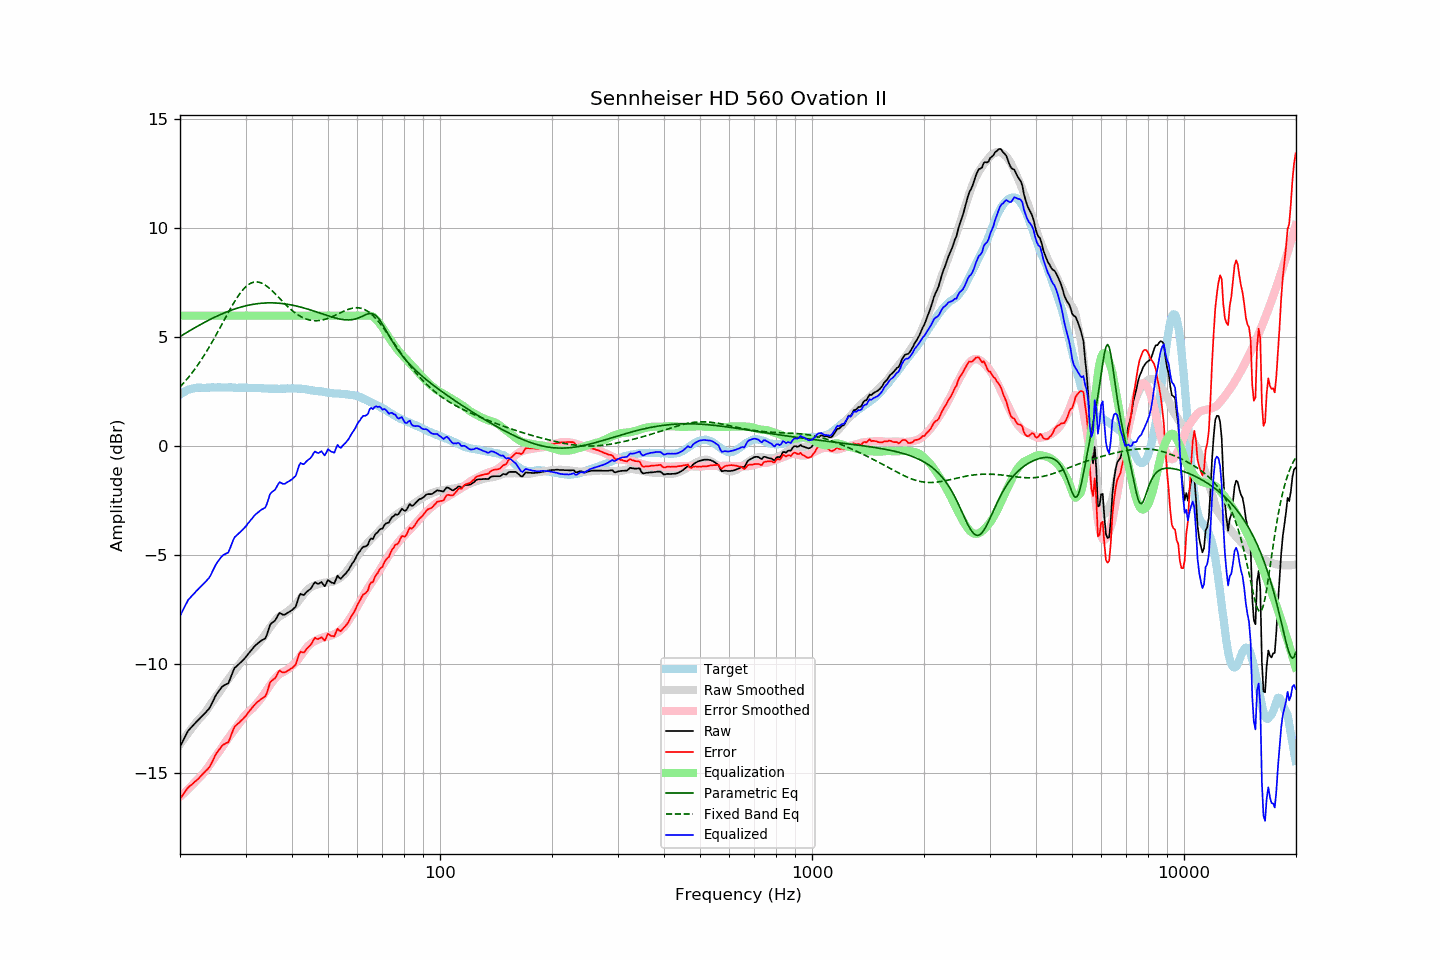 Sennheiser HD 560 Ovation II
15
10
5
0
−5
−10
−15
Amplitude (dBr)
100
1000
10000
Frequency (Hz)
Target
Raw Smoothed
Error Smoothed
Raw
Error
Equalization
Parametric Eq
Fixed Band Eq
Equalized